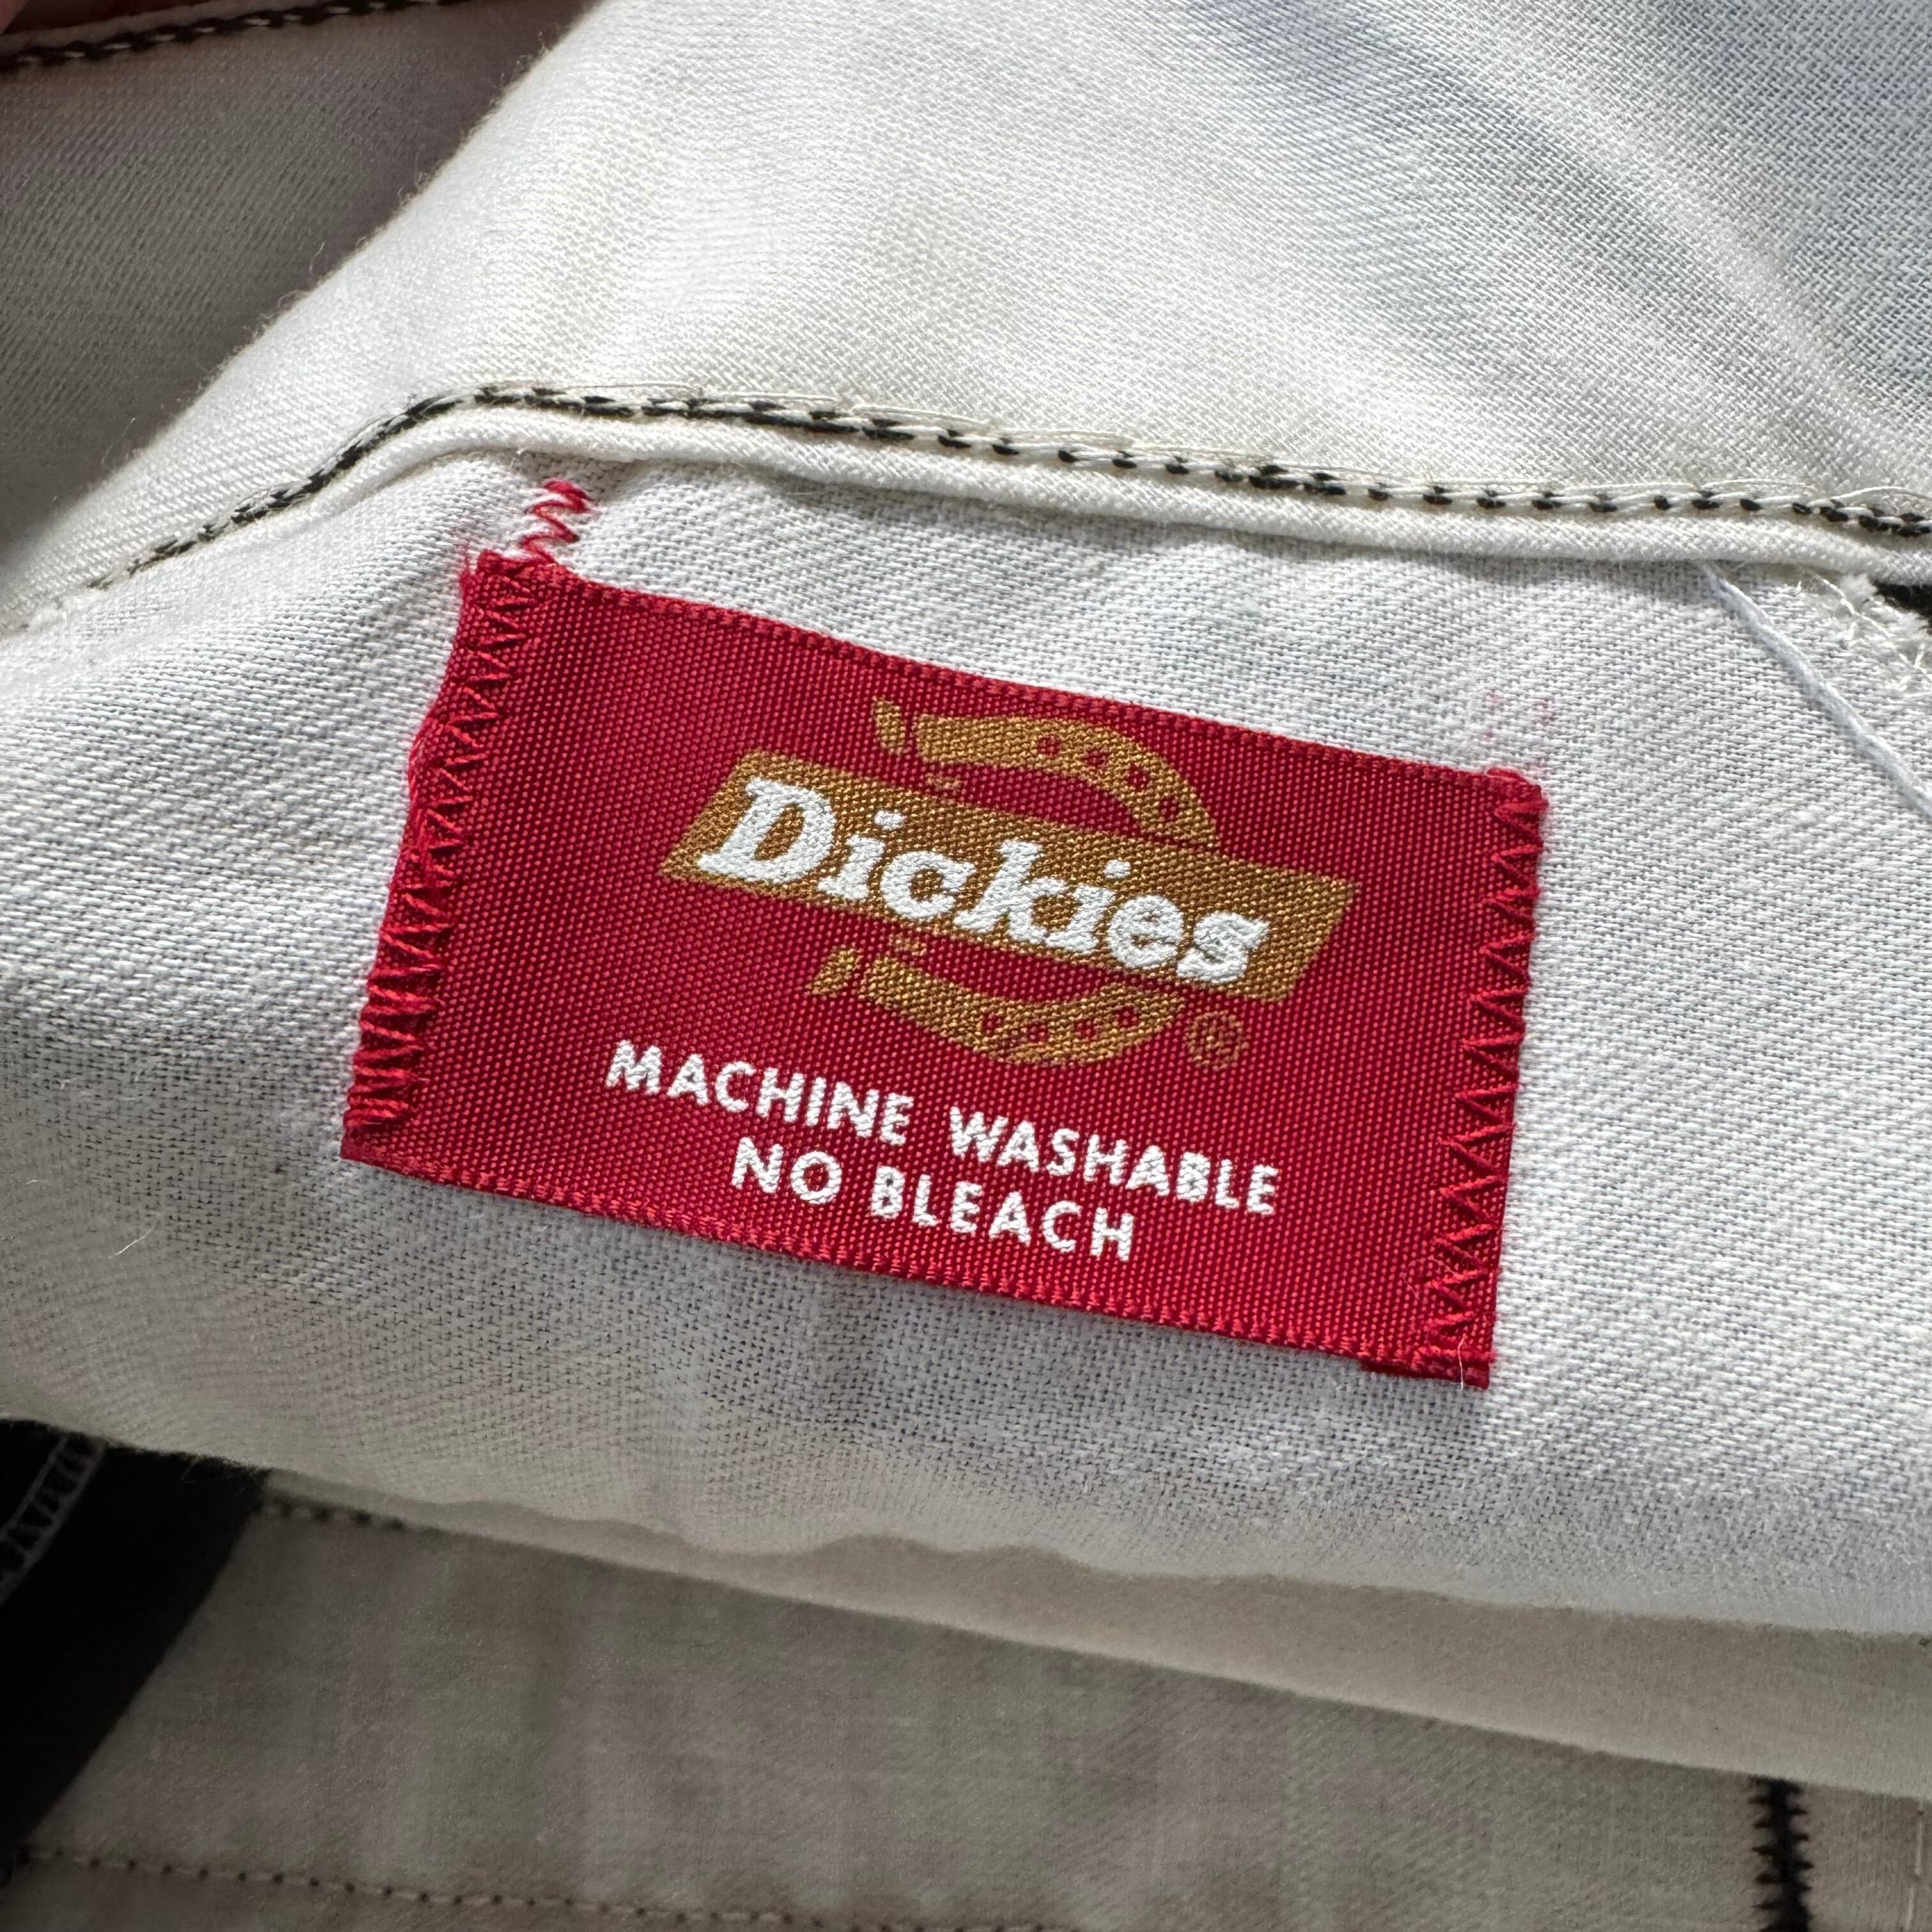 Dickies
®
MACHINE WASHABLE
NO BLEACH